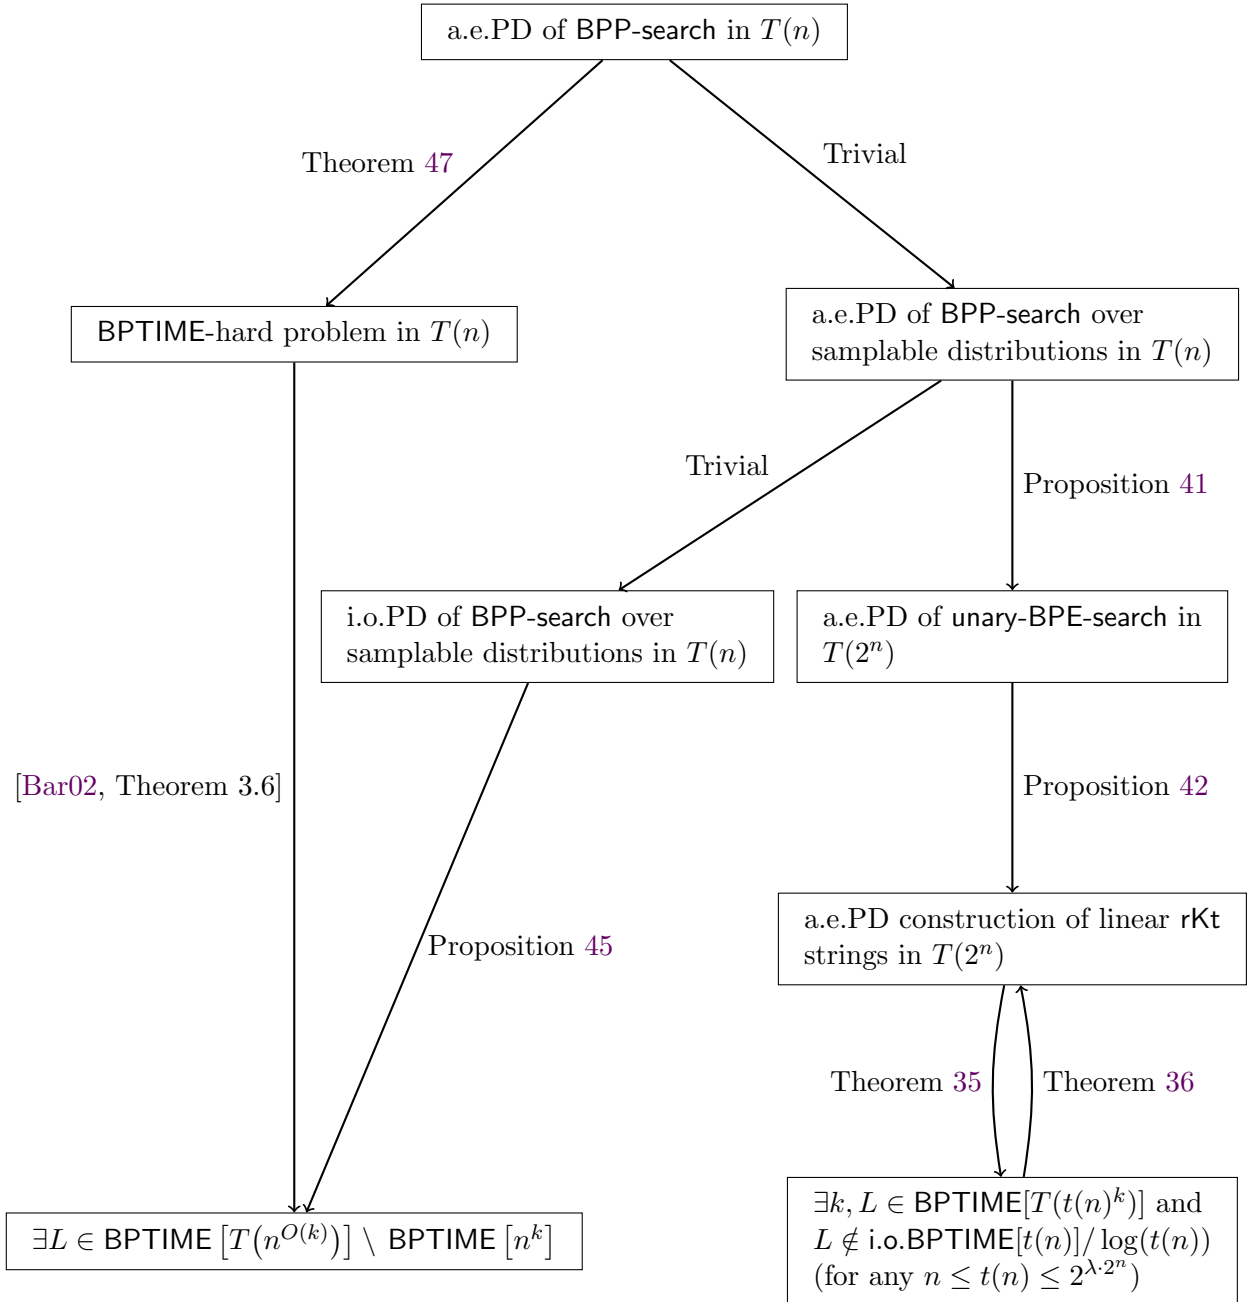 a.e.PD of BPP-search in T(n)
Theorem 47
Trivial
BPTIME-hard problem in T(n)
a.e.PD of BPP-search over
samplable distributions in T(n)
Trivial
Proposition 41
i.o.PD of BPP-search over
samplable distributions in T(n)
a.e.PD of unary-BPE-search in
T(2^n)
[Bar02, Theorem 3.6]
Proposition 42
Proposition 45
a.e.PD construction of linear rKt
strings in T(2^n)
Theorem 35
Theorem 36
∃L ∈ BPTIME [T(n^{O(k)})] \ BPTIME [n^k]
∃k, L ∈ BPTIME[T(t(n)^k)] and
L ∉ i.o.BPTIME[t(n)]/ log(t(n))
(for any n ≤ t(n) ≤ 2^{λ·2^n})